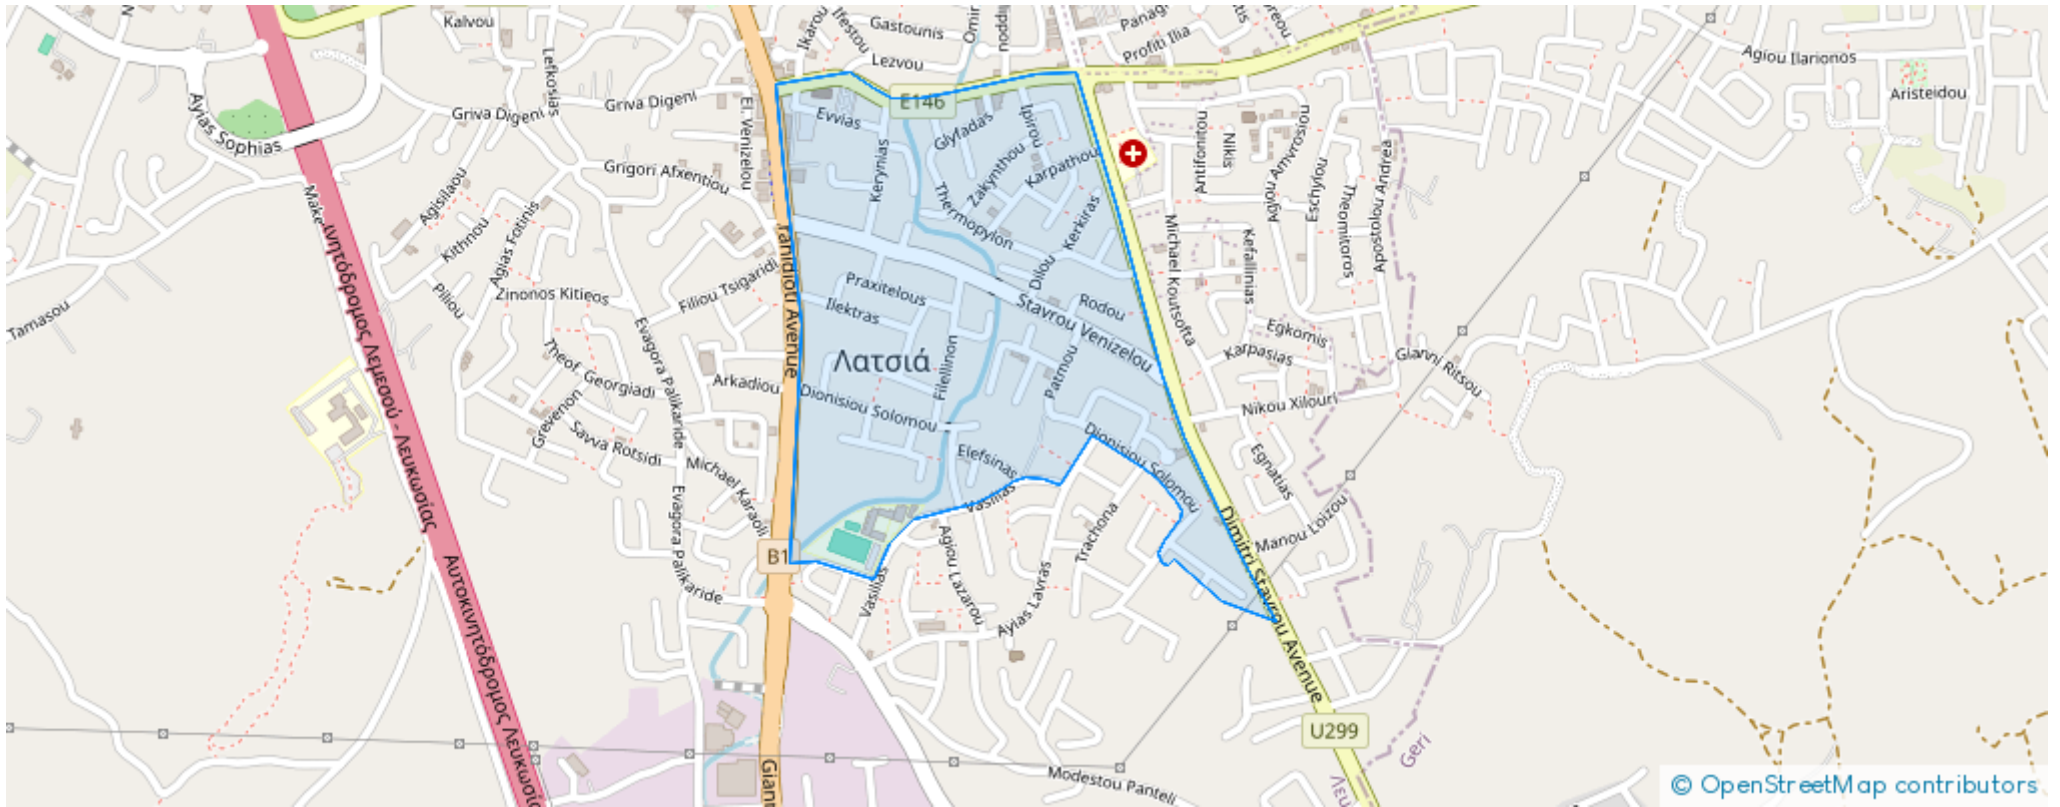 Kalvou
Ikarou
Ifestou
Gastounis
Lezvou
Profiti Ilia
Agiou Ilarionos
Aristeidou
Lefkosias
Griva Digeni
Griva Digeni
El. Venizelou
Ayias Sophias
E146
Evvias
Glyfadas
Ipirou
Kerynias
Zakynthou
Karpathou
Antifonitou
Nikis
Agiou Amvrosiou
Eschylou
Theomitoros
Apostolou Andrea
Grigori Afxentiou
Agisilaou
Kithnou
Agias Fotinis
Thermopylon
Kerkiras
Michael Koutsofta
Kefallinias
Piliou
Zinonos Kitieos
Filiou Tsigaridi
Praxitelous
Ilektras
Dilou
Rodou
Stavrou Venizelou
Egkomis
Karpasias
Gianni Ritsou
Tamasou
Evagora Palikaride
Theof. Georgiadi
Arkadiou
Λατσιά
Filellinon
Patmou
Dionisiou Solomou
Nikou Xilouri
Grevenon
Savva Rotsidi
Michael Karaoli
Elefsinas
Dionisiou Solomou
Egnatias
Vasilias
Trachona
Manou Loizou
Evagora Palikaride
B1
Vasilias
Agiou Lazarou
Ayias Lavras
Dimitri Stavrou Avenue
Αυτοκινητόδρομος Λευκωσίας
U299
Geri
Modestou Panteli
© OpenStreetMap contributors